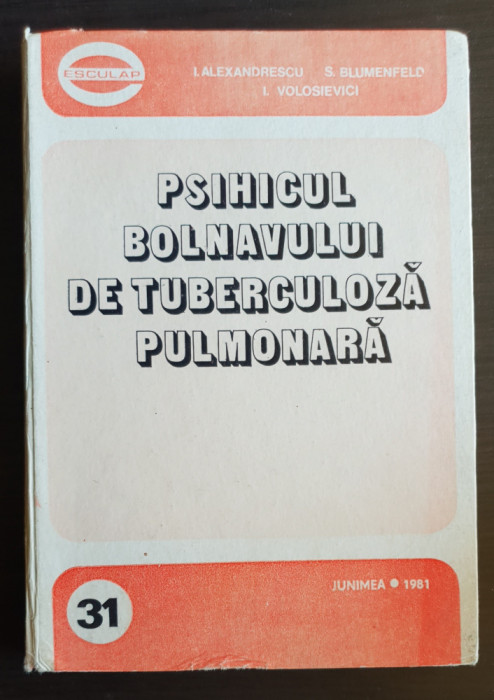 ESCULAP
I. ALEXANDRESCU S. BLUMENFELD
I. VOLOSIEVICI
PSIHICUL
BOLNAVULUI
DE TUBERCULOZĂ
PULMONARĂ
31
JUNIMEA • 1981